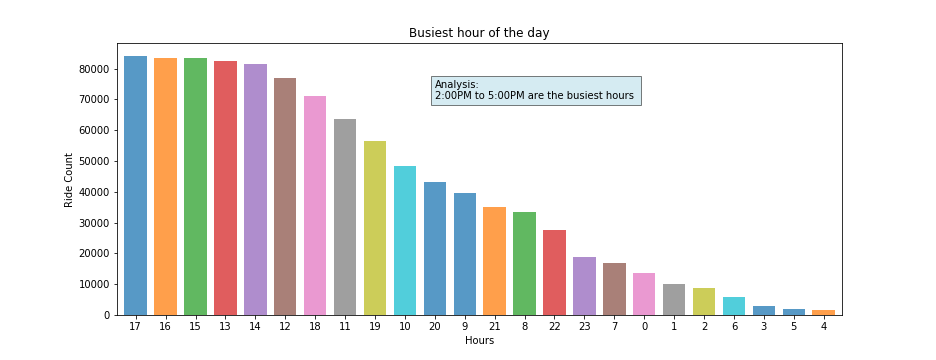 Busiest hour of the day
Analysis:
2:00PM to 5:00PM are the busiest hours
Ride Count
80000
70000
60000
50000
40000
30000
20000
10000
0
17 16 15 13 14 12 18 11 19 10 20 9 21 8 22 23 7 0 1 2 6 3 5 4
Hours